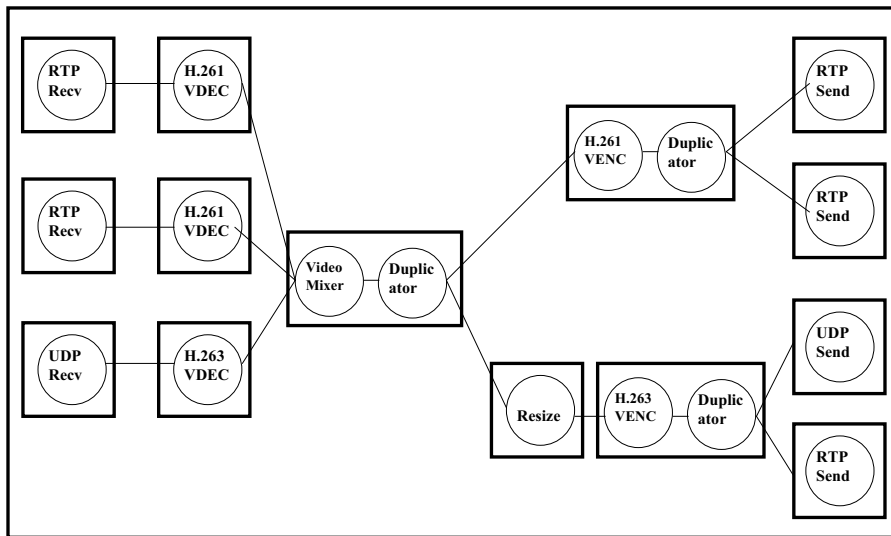 RTP
Recv
H.261
VDEC
RTP
Recv
H.261
VDEC
UDP
Recv
H.263
VDEC
Video
Mixer
Duplic
ator
H.261
VENC
Duplic
ator
RTP
Send
RTP
Send
Resize
H.263
VENC
Duplic
ator
UDP
Send
RTP
Send